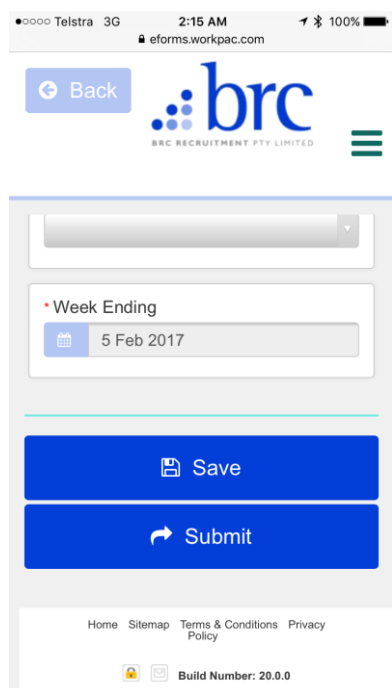 Telstra 3G 2:15 AM 100%
eforms.workpac.com
Back
brc
BRC RECRUITMENT PTY LIMITED
* Week Ending
5 Feb 2017
Save
Submit
Home Sitemap Terms & Conditions Privacy
Policy
Build Number: 20.0.0